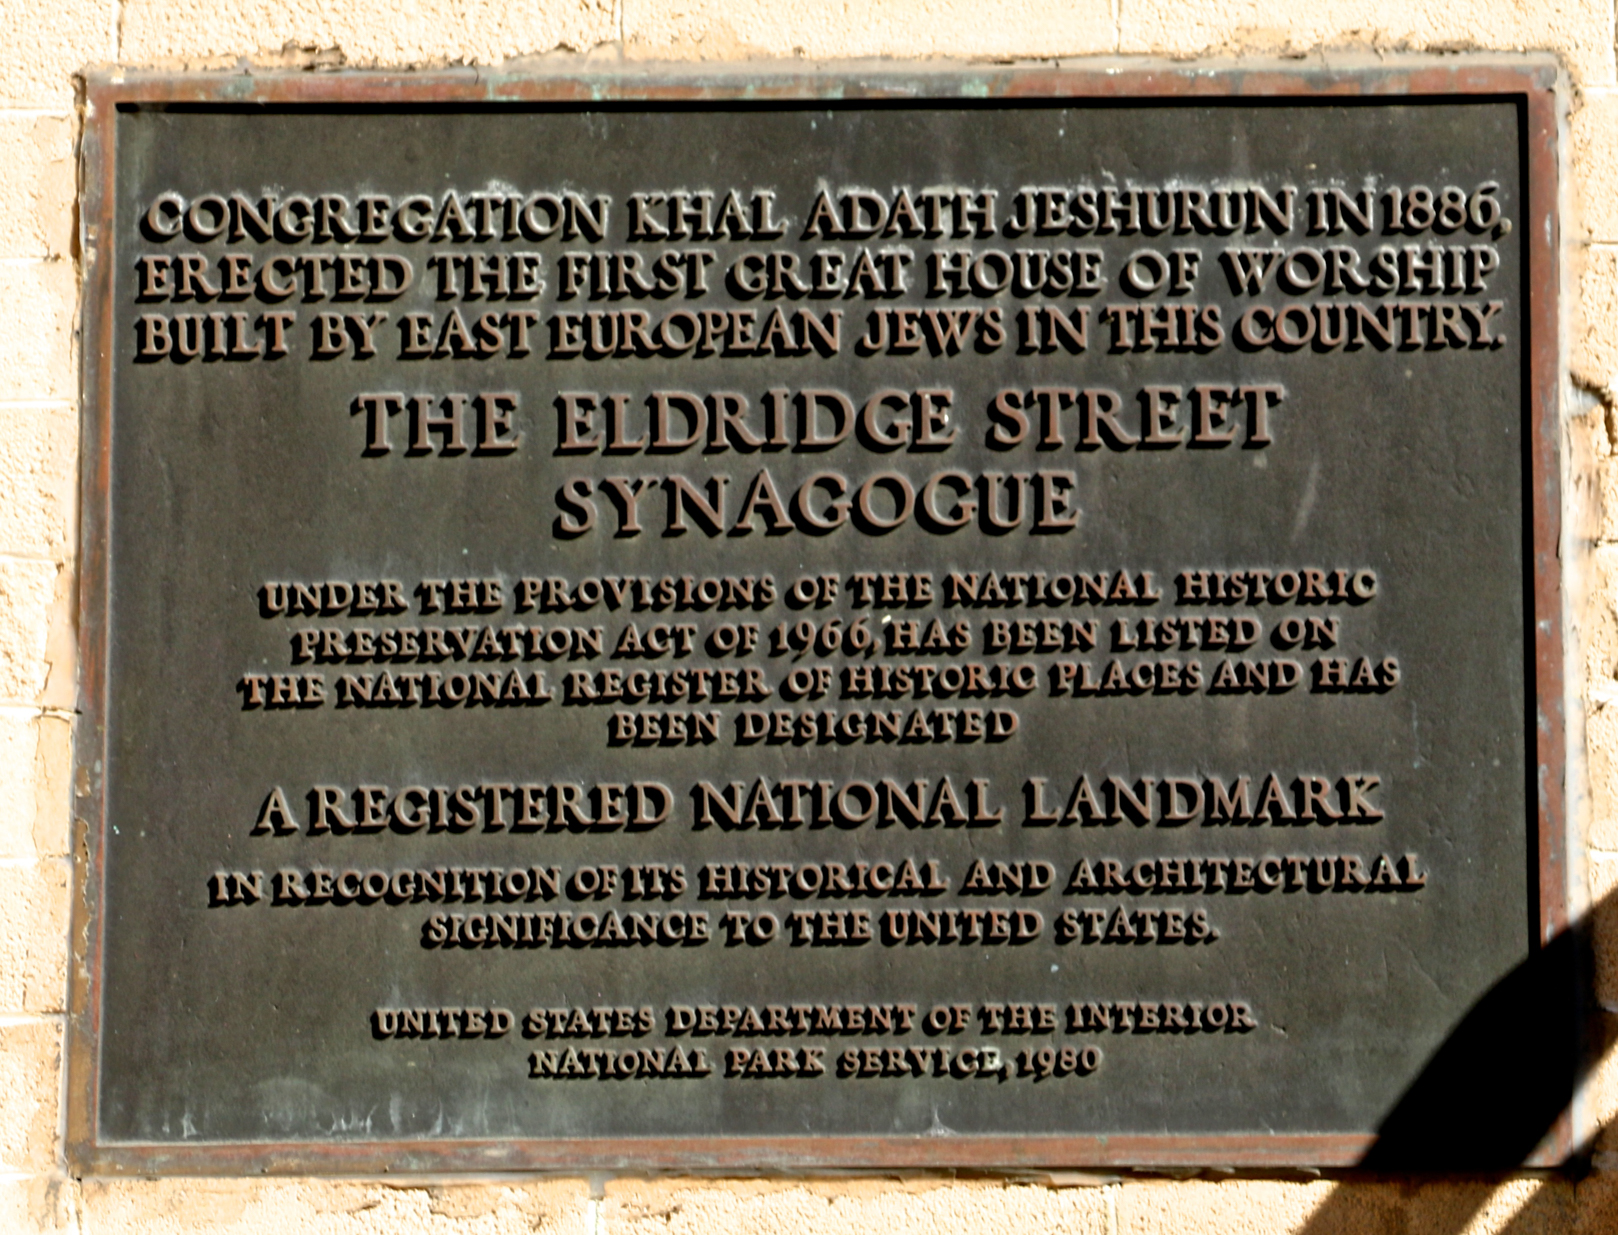 CONGREGATION KHAL ADATH JESHURUN IN 1886,
ERECTED THE FIRST GREAT HOUSE OF WORSHIP
BUILT BY EAST EUROPEAN JEWS IN THIS COUNTRY.
THE ELDRIDGE STREET
SYNAGOGUE
UNDER THE PROVISIONS OF THE NATIONAL HISTORIC
PRESERVATION ACT OF 1966, HAS BEEN LISTED ON
THE NATIONAL REGISTER OF HISTORIC PLACES AND HAS
BEEN DESIGNATED
A REGISTERED NATIONAL LANDMARK
IN RECOGNITION OF ITS HISTORICAL AND ARCHITECTURAL
SIGNIFICANCE TO THE UNITED STATES.
UNITED STATES DEPARTMENT OF THE INTERIOR
NATIONAL PARK SERVICE, 1980